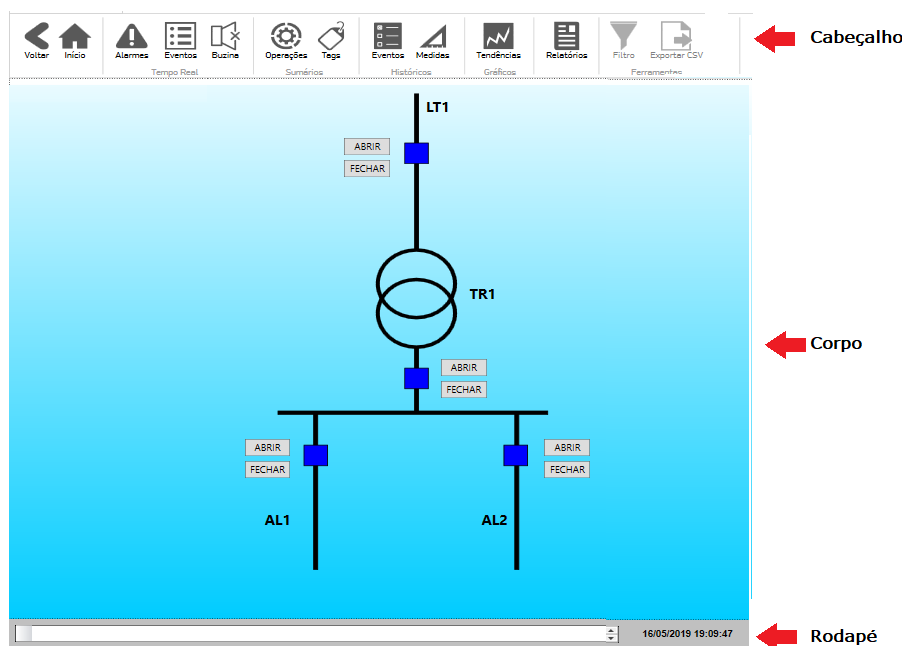 Cabeçalho
Voltar Início Alarmes Eventos Buzina Operações Tags Eventos Medidas Tendências Relatórios Filtro Exportar CSV
Tempo Real Sumários Históricos Gráficos Ferramentas
LT1
ABRIR
FECHAR
TR1
Corpo
ABRIR
FECHAR
ABRIR ABRIR
FECHAR FECHAR
AL1 AL2
16/05/2019 19:09:47 Rodapé